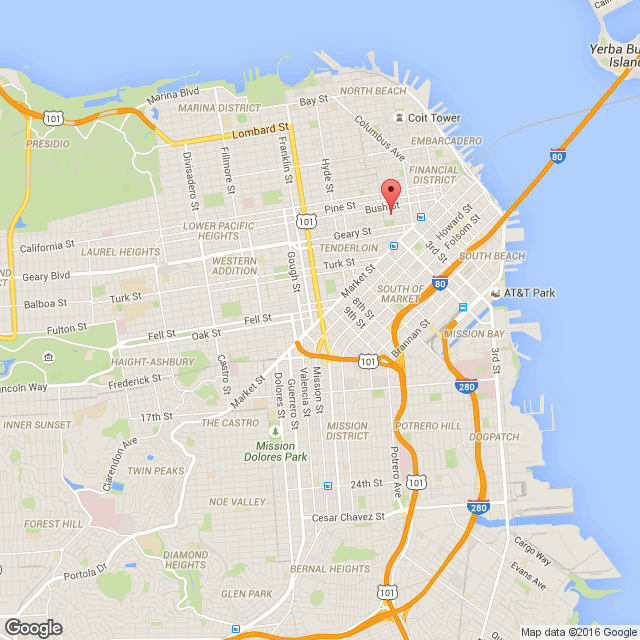 Yerba Bu
Island
Marina Blvd
MARINA DISTRICT
NORTH BEACH
Bay St
Coit Tower
101
Lombard St
Columbus Ave
EMBARCADERO
PRESIDIO
Divisadero St
Fillmore St
Franklin St
Hyde St
80
FINANCIAL
DISTRICT
Pine St
Bush St
101
LOWER PACIFIC
HEIGHTS
Geary St
Howard St
Folsom St
California St
LAUREL HEIGHTS
TENDERLOIN
3rd St
SOUTH BEACH
WESTERN
ADDITION
Turk St
Gough St
Market St
Geary Blvd
80
SOUTH OF
MARKET
AT&T Park
Balboa St
Turk St
8th St
9th St
Fulton St
Fell St
Fell St
Oak St
Brannan St
MISSION BAY
3rd St
HAIGHT-ASHBURY
Castro St
101
Lincoln Way
Frederick St
Market St
Dolores St
Guerrero St
Valencia St
Mission St
280
17th St
INNER SUNSET
THE CASTRO
MISSION
DISTRICT
POTRERO HILL
DOGPATCH
Clarendon Ave
Mission
Dolores Park
TWIN PEAKS
Potrero Ave
24th St
101
NOE VALLEY
280
FOREST HILL
Cesar Chavez St
Cargo Way
DIAMOND
HEIGHTS
Portola Dr
BERNAL HEIGHTS
Evans Ave
GLEN PARK
101
Google
Map data ©2016 Google